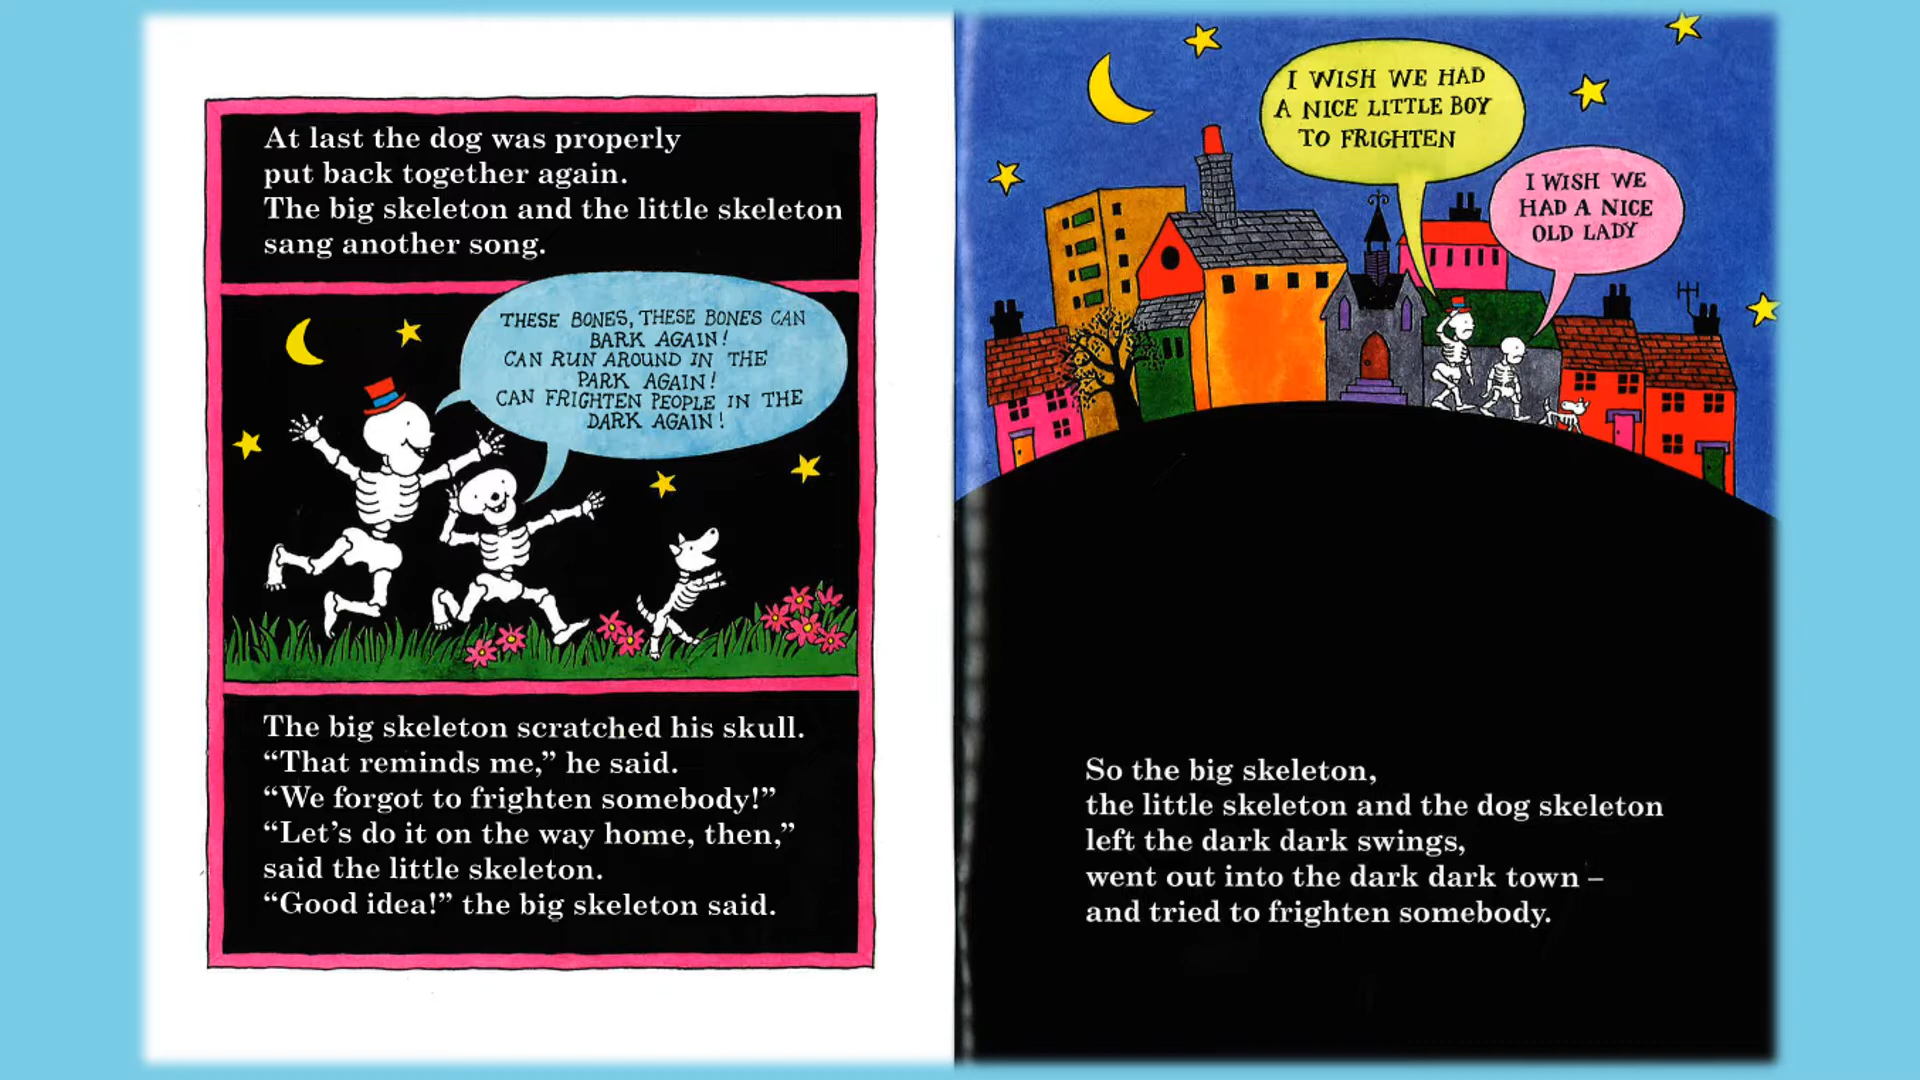 At last the dog was properly
put back together again.
The big skeleton and the little skeleton
sang another song.
THESE BONES, THESE BONES CAN
BARK AGAIN!
CAN RUN AROUND IN THE
PARK AGAIN!
CAN FRIGHTEN PEOPLE IN THE
DARK AGAIN!
The big skeleton scratched his skull.
“That reminds me,” he said.
“We forgot to frighten somebody!”
“Let’s do it on the way home, then,”
said the little skeleton.
“Good idea!” the big skeleton said.
I WISH WE HAD
A NICE LITTLE BOY
TO FRIGHTEN
I WISH WE
HAD A NICE
OLD LADY
So the big skeleton,
the little skeleton and the dog skeleton
left the dark dark swings,
went out into the dark dark town –
and tried to frighten somebody.